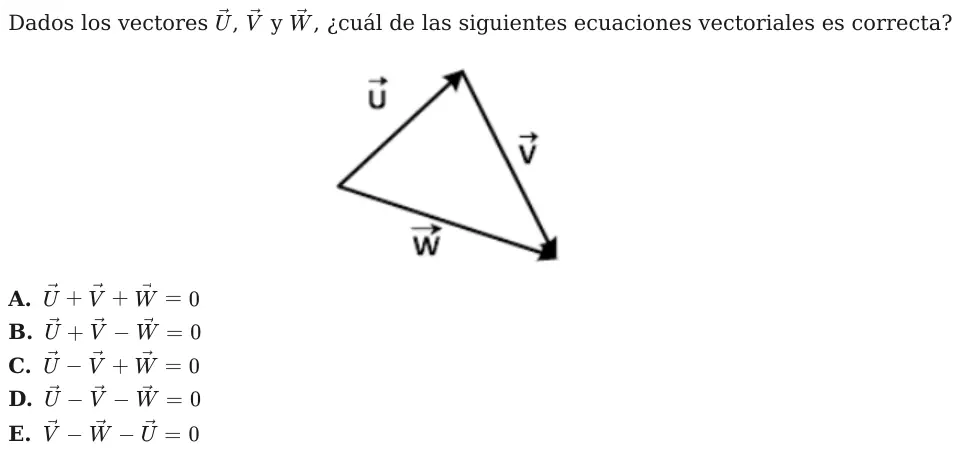 Dados los vectores $\vec{U}$, $\vec{V}$ y $\vec{W}$, ¿cuál de las siguientes ecuaciones vectoriales es correcta?
$\vec{U}$
$\vec{V}$
$\vec{W}$
A. $\vec{U} + \vec{V} + \vec{W} = 0$
B. $\vec{U} + \vec{V} - \vec{W} = 0$
C. $\vec{U} - \vec{V} + \vec{W} = 0$
D. $\vec{U} - \vec{V} - \vec{W} = 0$
E. $\vec{V} - \vec{W} - \vec{U} = 0$